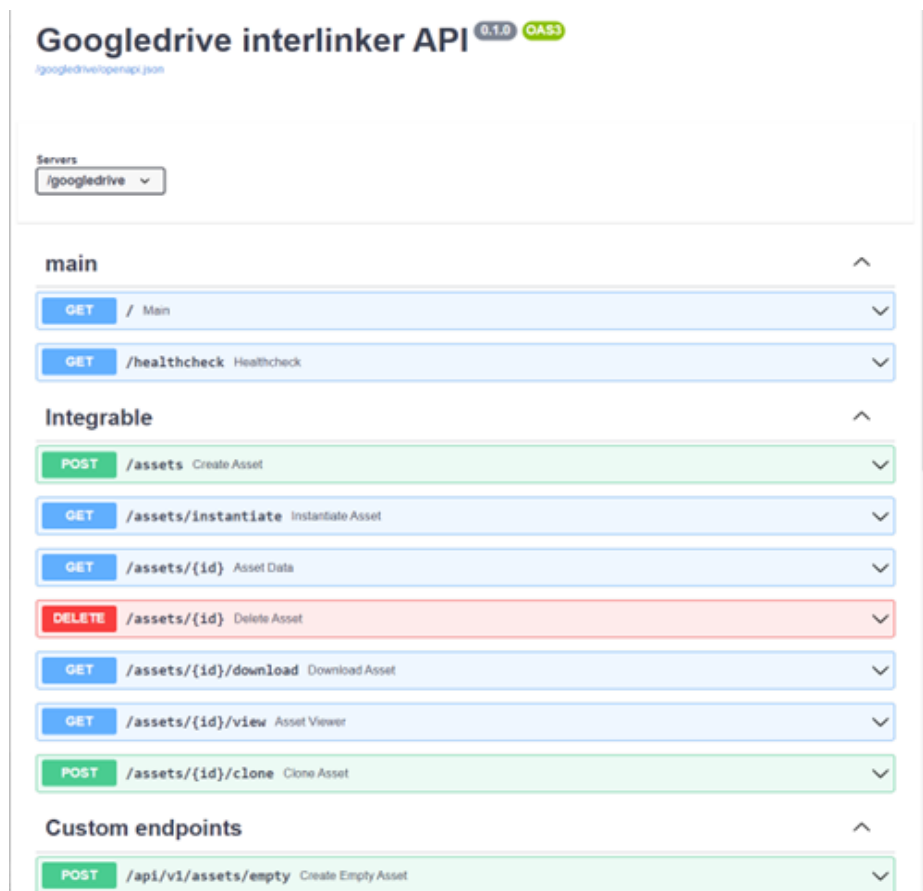 Googledrive interlinker API 0.1.0 OAS3
/googledrive/openapi.json
Servers
/googledrive
main
GET / Main
GET /healthcheck Healthcheck
Integrable
POST /assets Create Asset
GET /assets/instantiate Instantiate Asset
GET /assets/{id} Asset Data
DELETE /assets/{id} Delete Asset
GET /assets/{id}/download Download Asset
GET /assets/{id}/view Asset Viewer
POST /assets/{id}/clone Clone Asset
Custom endpoints
POST /api/v1/assets/empty Create Empty Asset